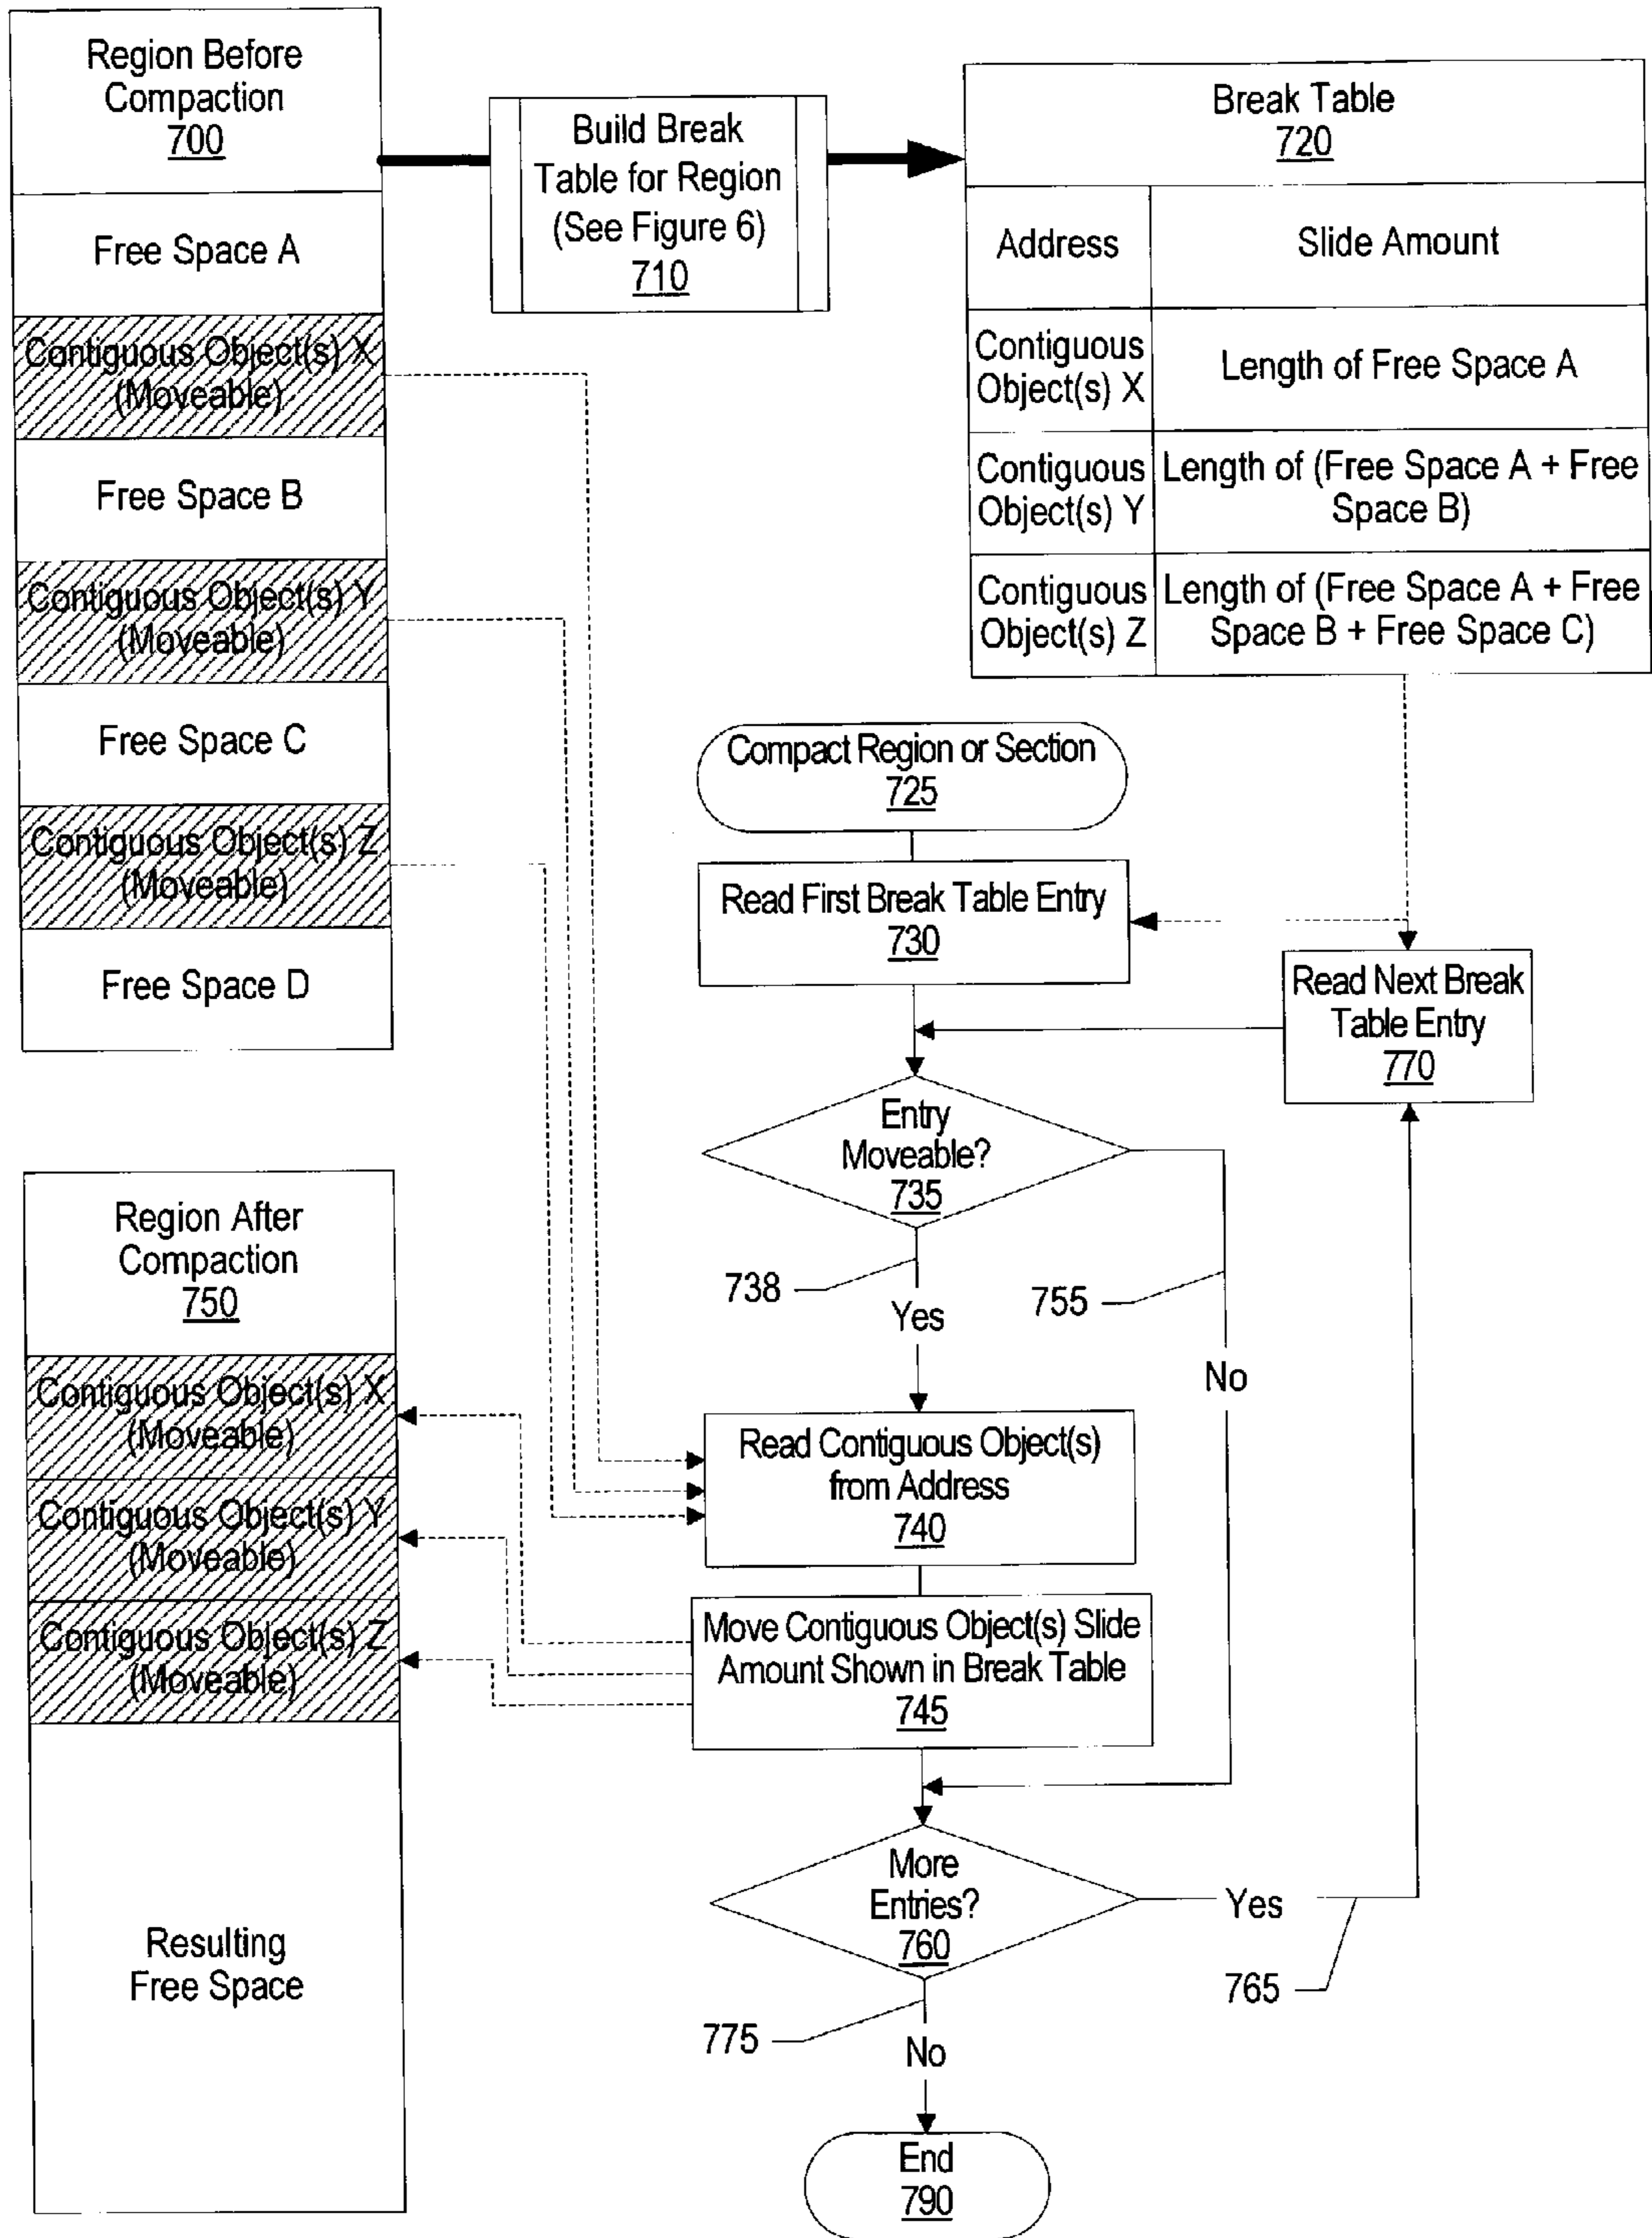 Region Before
Compaction
700
Free Space A
Contiguous Object(s) X
(Moveable)
Free Space B
Contiguous Object(s) Y
(Moveable)
Free Space C
Contiguous Object(s) Z
(Moveable)
Free Space D
Build Break
Table for Region
(See Figure 6)
710
Break Table
720
Address
Slide Amount
Contiguous
Object(s) X
Length of Free Space A
Contiguous
Object(s) Y
Length of (Free Space A + Free
Space B)
Contiguous
Object(s) Z
Length of (Free Space A + Free
Space B + Free Space C)
Compact Region or Section
725
Read First Break Table Entry
730
Read Next Break
Table Entry
770
Entry
Moveable?
735
738
Yes
755
No
Read Contiguous Object(s)
from Address
740
Move Contiguous Object(s) Slide
Amount Shown in Break Table
745
More
Entries?
760
Yes
765
775
No
End
790
Region After
Compaction
750
Contiguous Object(s) X
(Moveable)
Contiguous Object(s) Y
(Moveable)
Contiguous Object(s) Z
(Moveable)
Resulting
Free Space